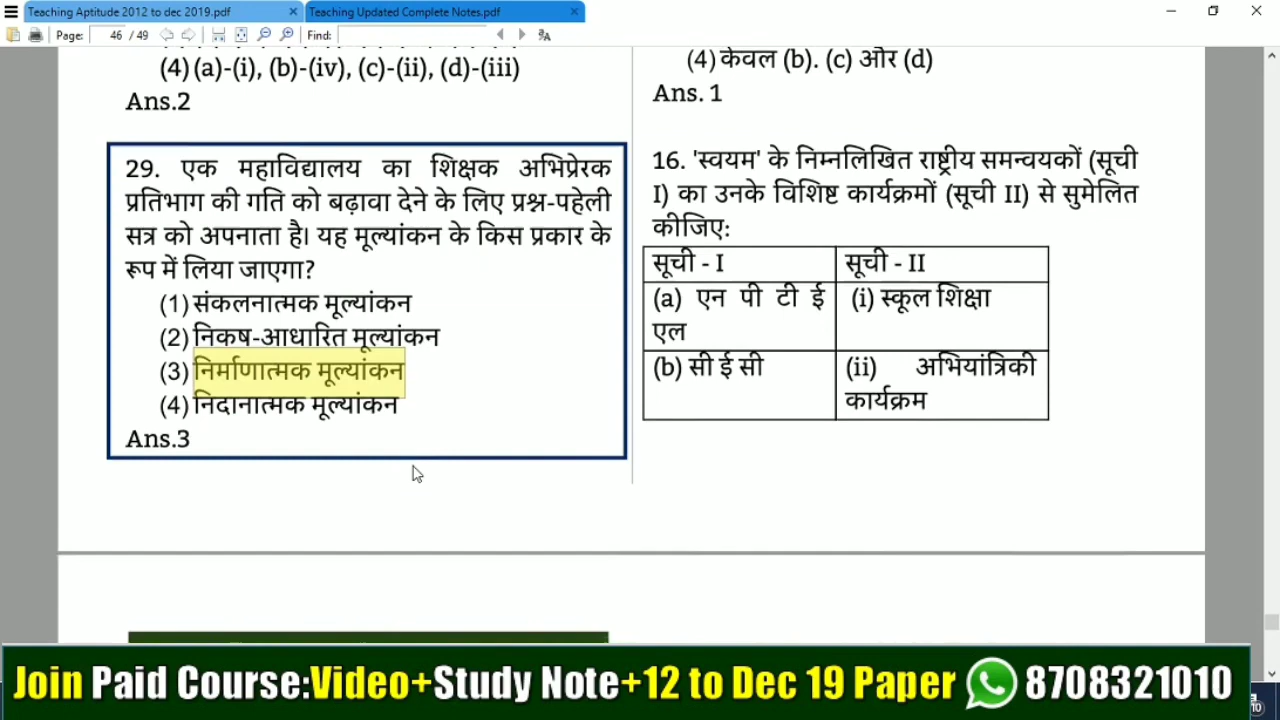 Teaching Aptitude 2012 to dec 2019.pdf
Teaching Updated Complete Notes.pdf
Page: 46 / 49 Find:
(4) (a)-(i), (b)-(iv), (c)-(ii), (d)-(iii)
Ans.2
29. एक महाविद्यालय का शिक्षक अभिप्रेरक
प्रतिभाग की गति को बढ़ावा देने के लिए प्रश्न-पहेली
सत्र को अपनाता है। यह मूल्यांकन के किस प्रकार के
रूप में लिया जाएगा?
(1) संकलनात्मक मूल्यांकन
(2) निकष-आधारित मूल्यांकन
(3) निर्माणात्मक मूल्यांकन
(4) निदानात्मक मूल्यांकन
Ans.3
(4) केवल (b). (c) और (d)
Ans. 1
16. 'स्वयम' के निम्नलिखित राष्ट्रीय समन्वयकों (सूची
I) का उनके विशिष्ट कार्यक्रमों (सूची II) से सुमेलित
कीजिए:
सूची - I सूची - II
(a) एन पी टी ई (i) स्कूल शिक्षा
एल
(b) सी ई सी (ii) अभियांत्रिकी
कार्यक्रम
Join Paid Course:Video+Study Note+12 to Dec 19 Paper 8708321010